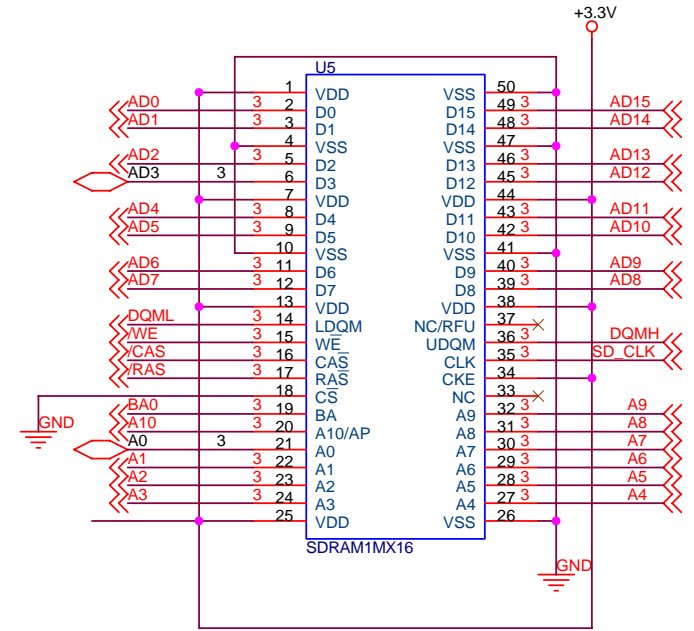 +3.3V
U5
1 VDD VSS 50
AD0 3 2 D0 D15 49 3 AD15
AD1 3 3 D1 D14 48 3 AD14
4 VSS VSS 47
AD2 3 5 D2 D13 46 3 AD13
AD3 3 6 D3 D12 45 3 AD12
7 VDD VDD 44
AD4 3 8 D4 D11 43 3 AD11
AD5 3 9 D5 D10 42 3 AD10
10 VSS VSS 41
AD6 3 11 D6 D9 40 3 AD9
AD7 3 12 D7 D8 39 3 AD8
13 VDD VDD 38
DQML 3 14 LDQM NC/RFU 37
/WE 3 15 WE UDQM 36 3 DQMH
/CAS 3 16 CAS CLK 35 3 SD_CLK
/RAS 3 17 RAS CKE 34
18 CS NC 33
BA0 3 19 BA A9 32 3 A9
GND
A10 3 20 A10/AP A8 31 3 A8
A0 3 21 A0 A7 30 3 A7
A1 3 22 A1 A6 29 3 A6
A2 3 23 A2 A5 28 3 A5
A3 3 24 A3 A4 27 3 A4
25 VDD VSS 26
SDRAM1MX16
GND